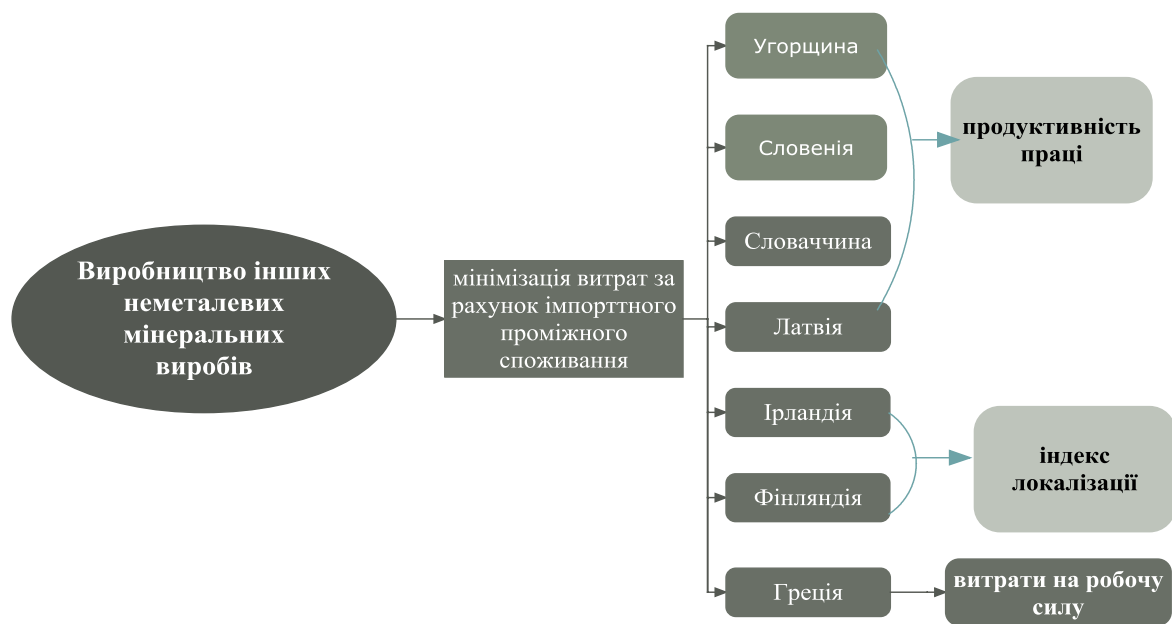 Виробництво інших
неметалевих
мінеральних
виробів
мінімізація витрат за
рахунок імпорттного
проміжного
споживання
Угорщина
Словенія
Словаччина
Латвія
Ірландія
Фінляндія
Греція
продуктивність
праці
індекс
локалізації
витрати на робочу
силу